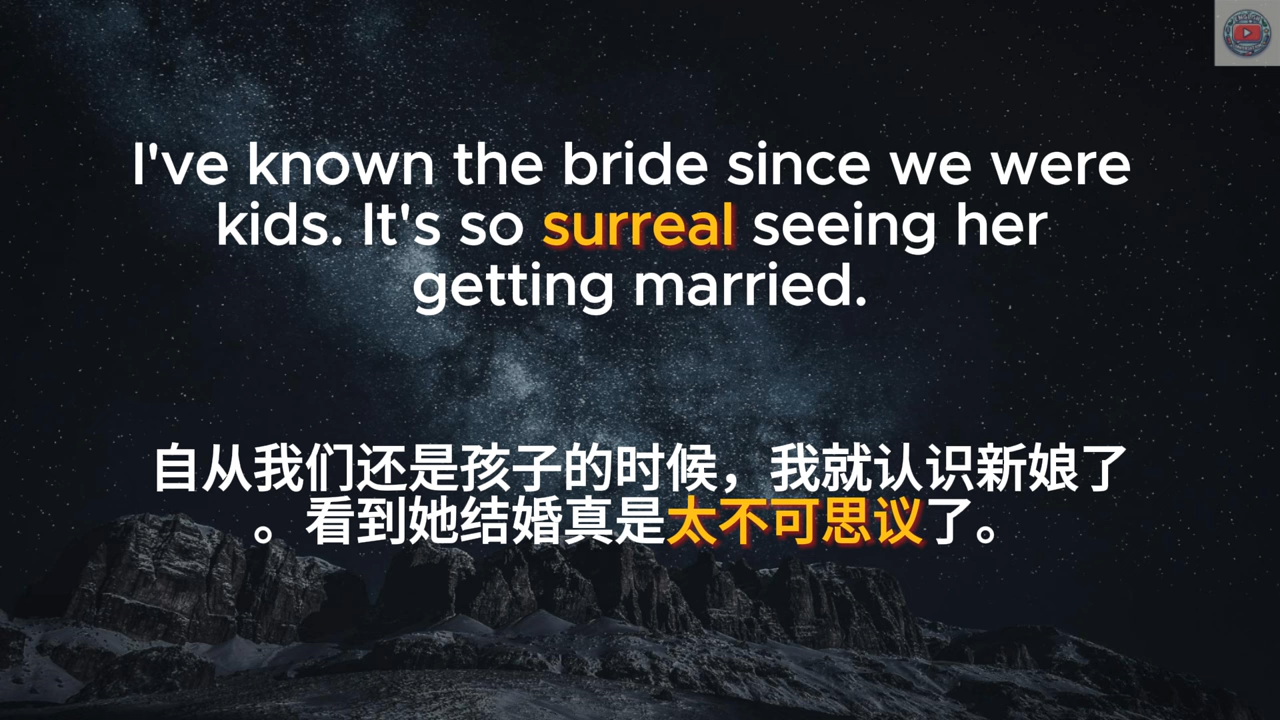 I've known the bride since we were
kids. It's so surreal seeing her
getting married.
自从我们还是孩子的时候，我就认识新娘了
。看到她结婚真是太不可思议了。